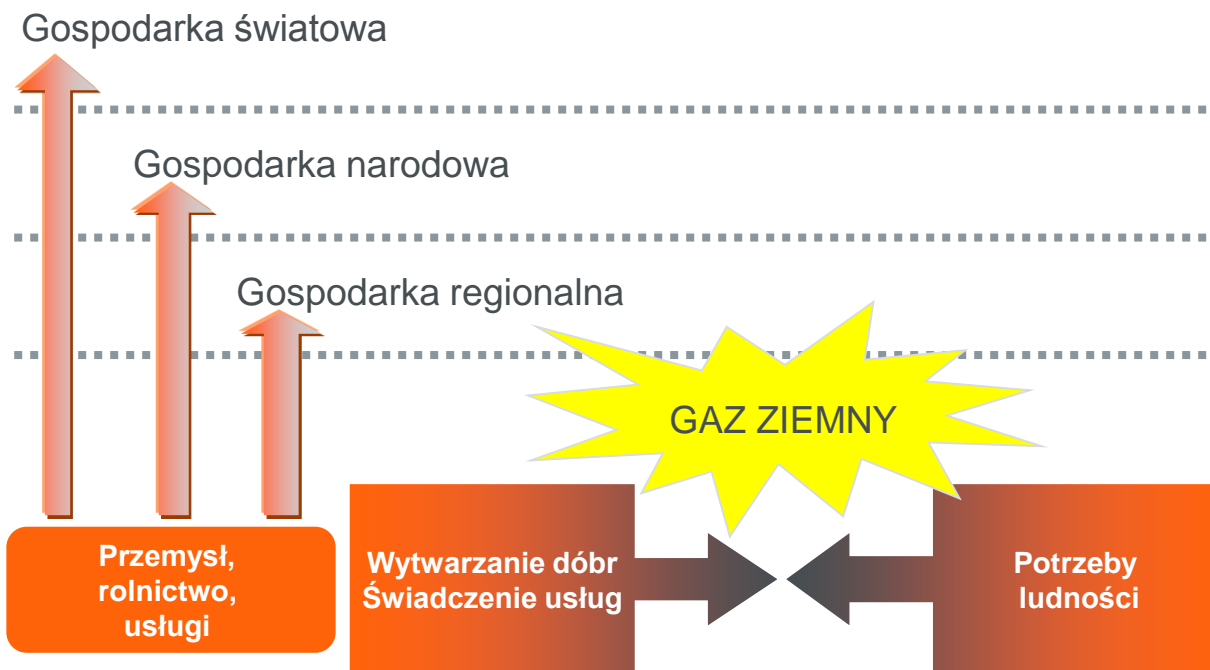 Gospodarka światowa
Gospodarka narodowa
Gospodarka regionalna
GAZ ZIEMNY
Przemysł,
rolnictwo,
usługi
Wytwarzanie dóbr
Świadczenie usług
Potrzeby
ludności